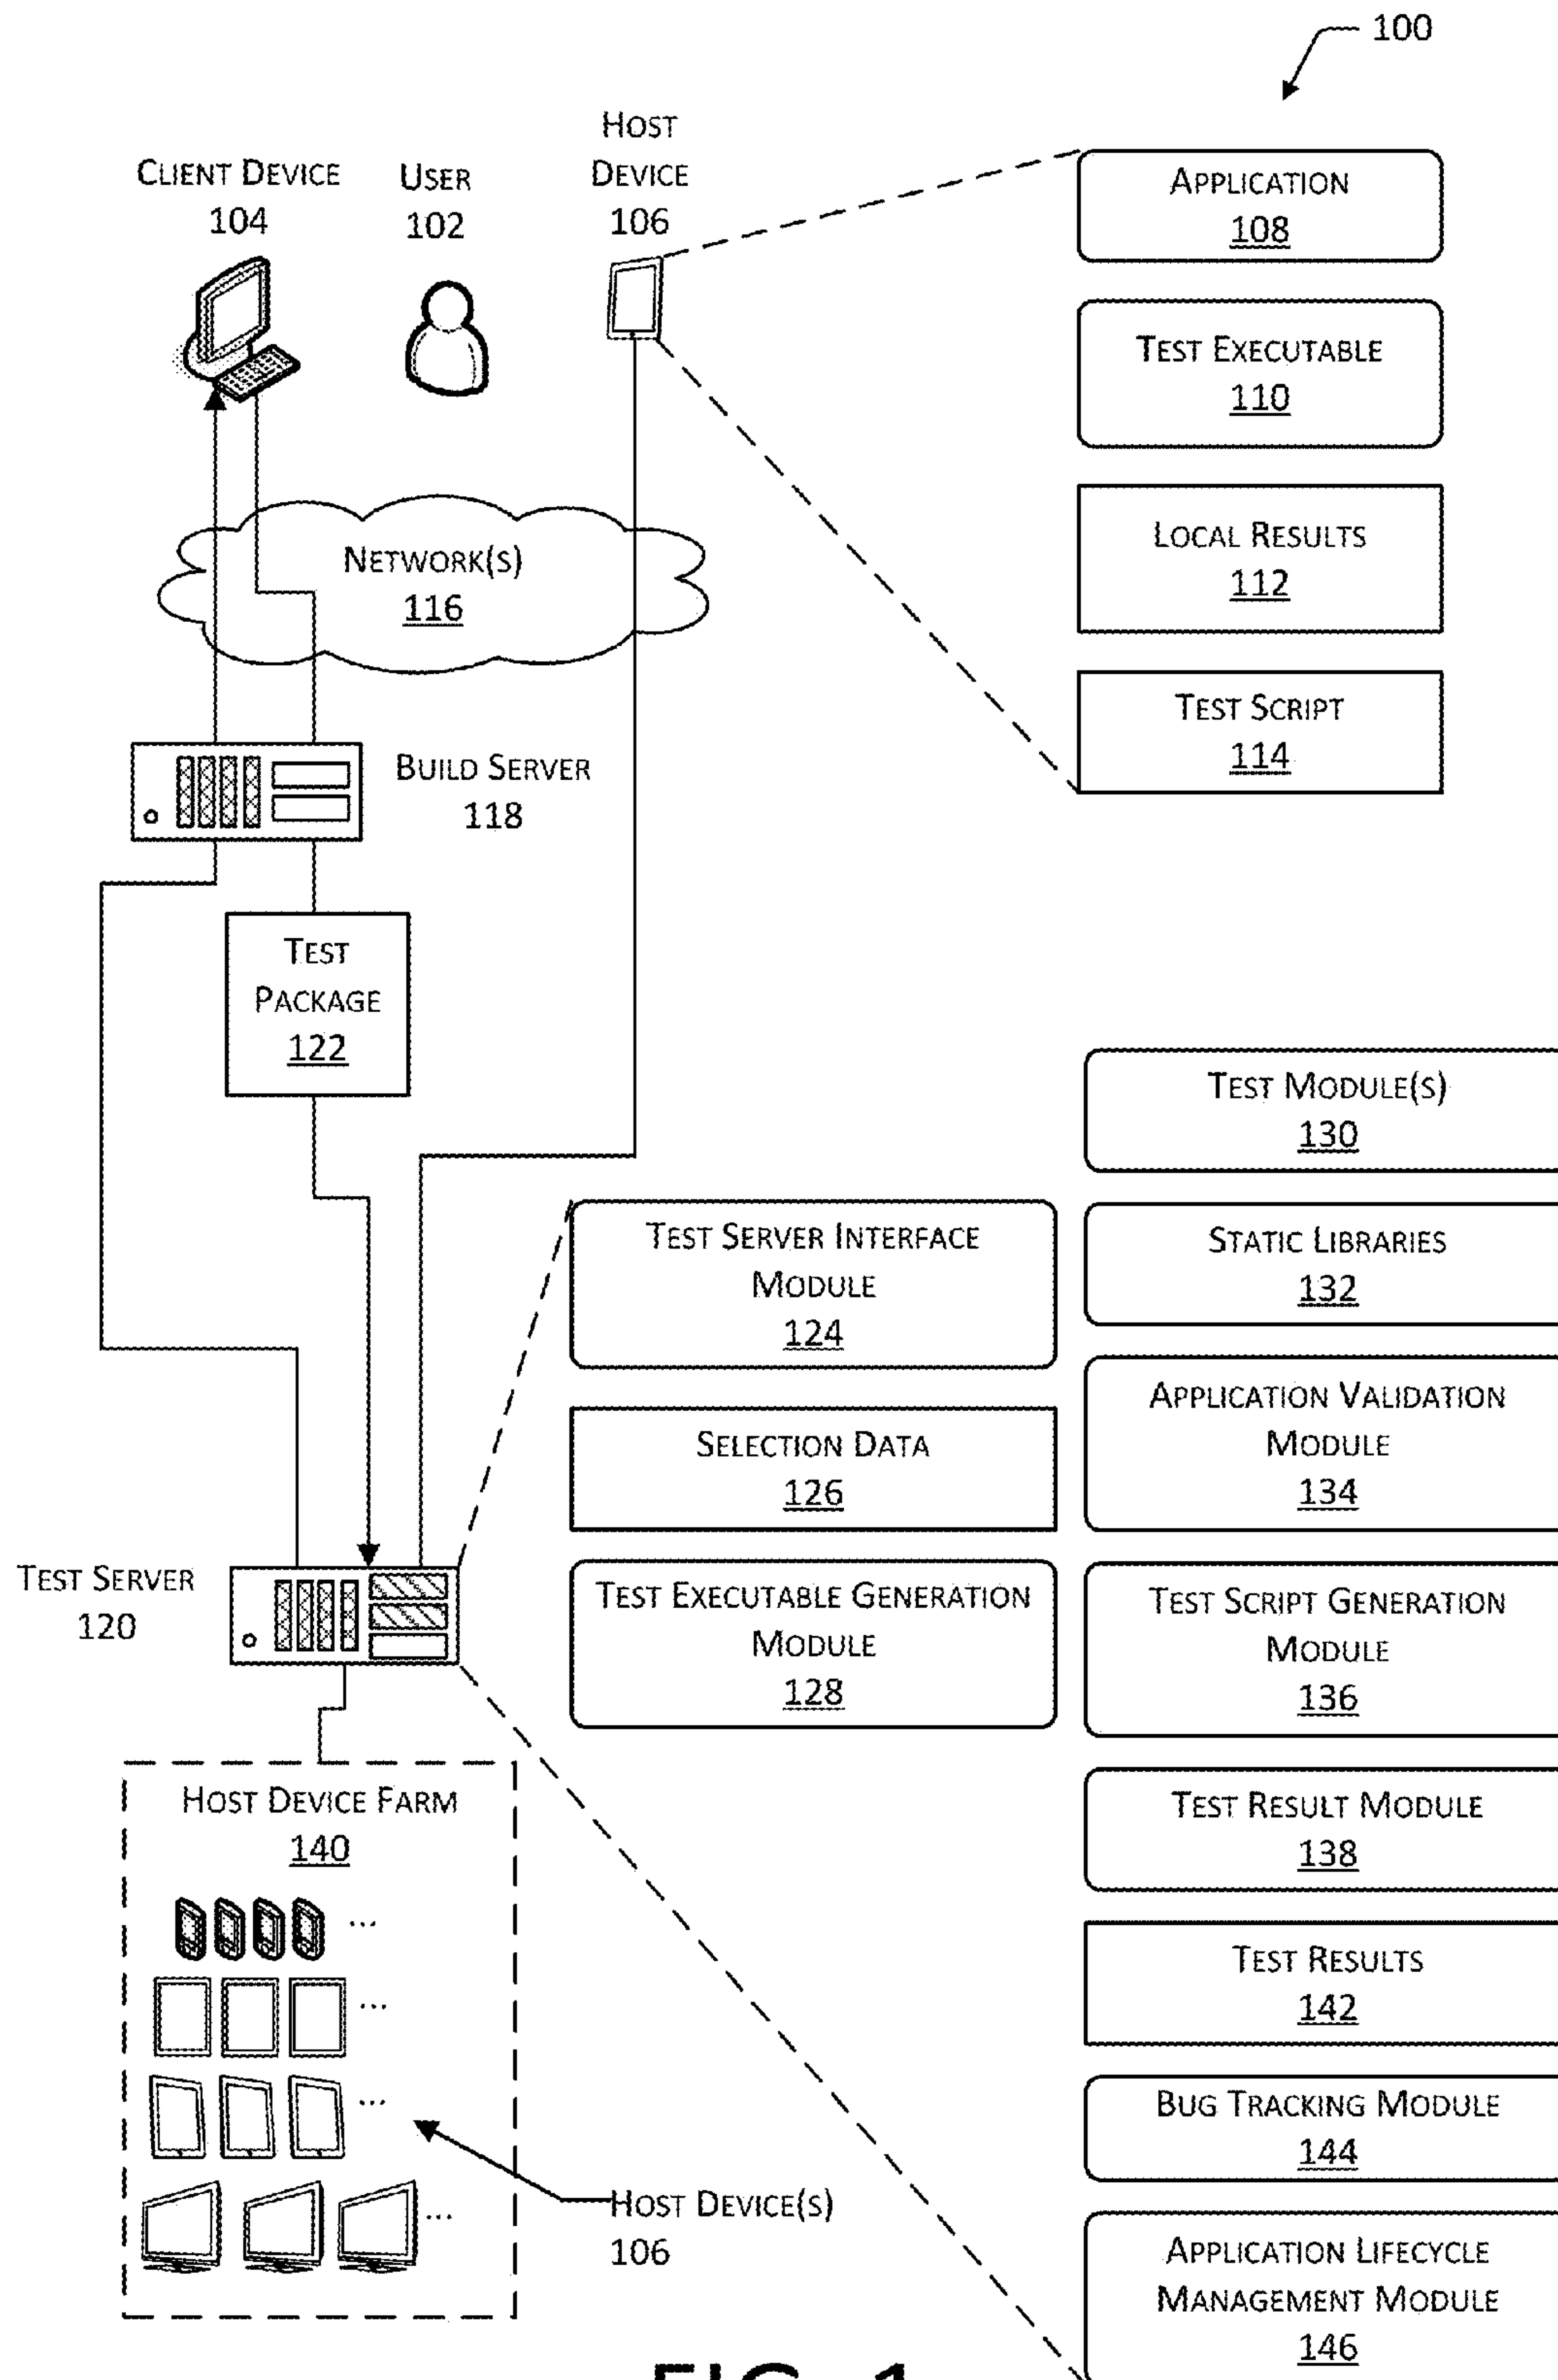 100
CLIENT DEVICE
104
USER
102
HOST
DEVICE
106
APPLICATION
108
TEST EXECUTABLE
110
LOCAL RESULTS
112
TEST SCRIPT
114
NETWORK(S)
116
BUILD SERVER
118
TEST
PACKAGE
122
TEST SERVER
120
TEST SERVER INTERFACE
MODULE
124
SELECTION DATA
126
TEST EXECUTABLE GENERATION
MODULE
128
TEST MODULE(S)
130
STATIC LIBRARIES
132
APPLICATION VALIDATION
MODULE
134
TEST SCRIPT GENERATION
MODULE
136
TEST RESULT MODULE
138
TEST RESULTS
142
BUG TRACKING MODULE
144
APPLICATION LIFECYCLE
MANAGEMENT MODULE
146
HOST DEVICE FARM
140
...
...
...
...
HOST DEVICE(S)
106
FIG. 1